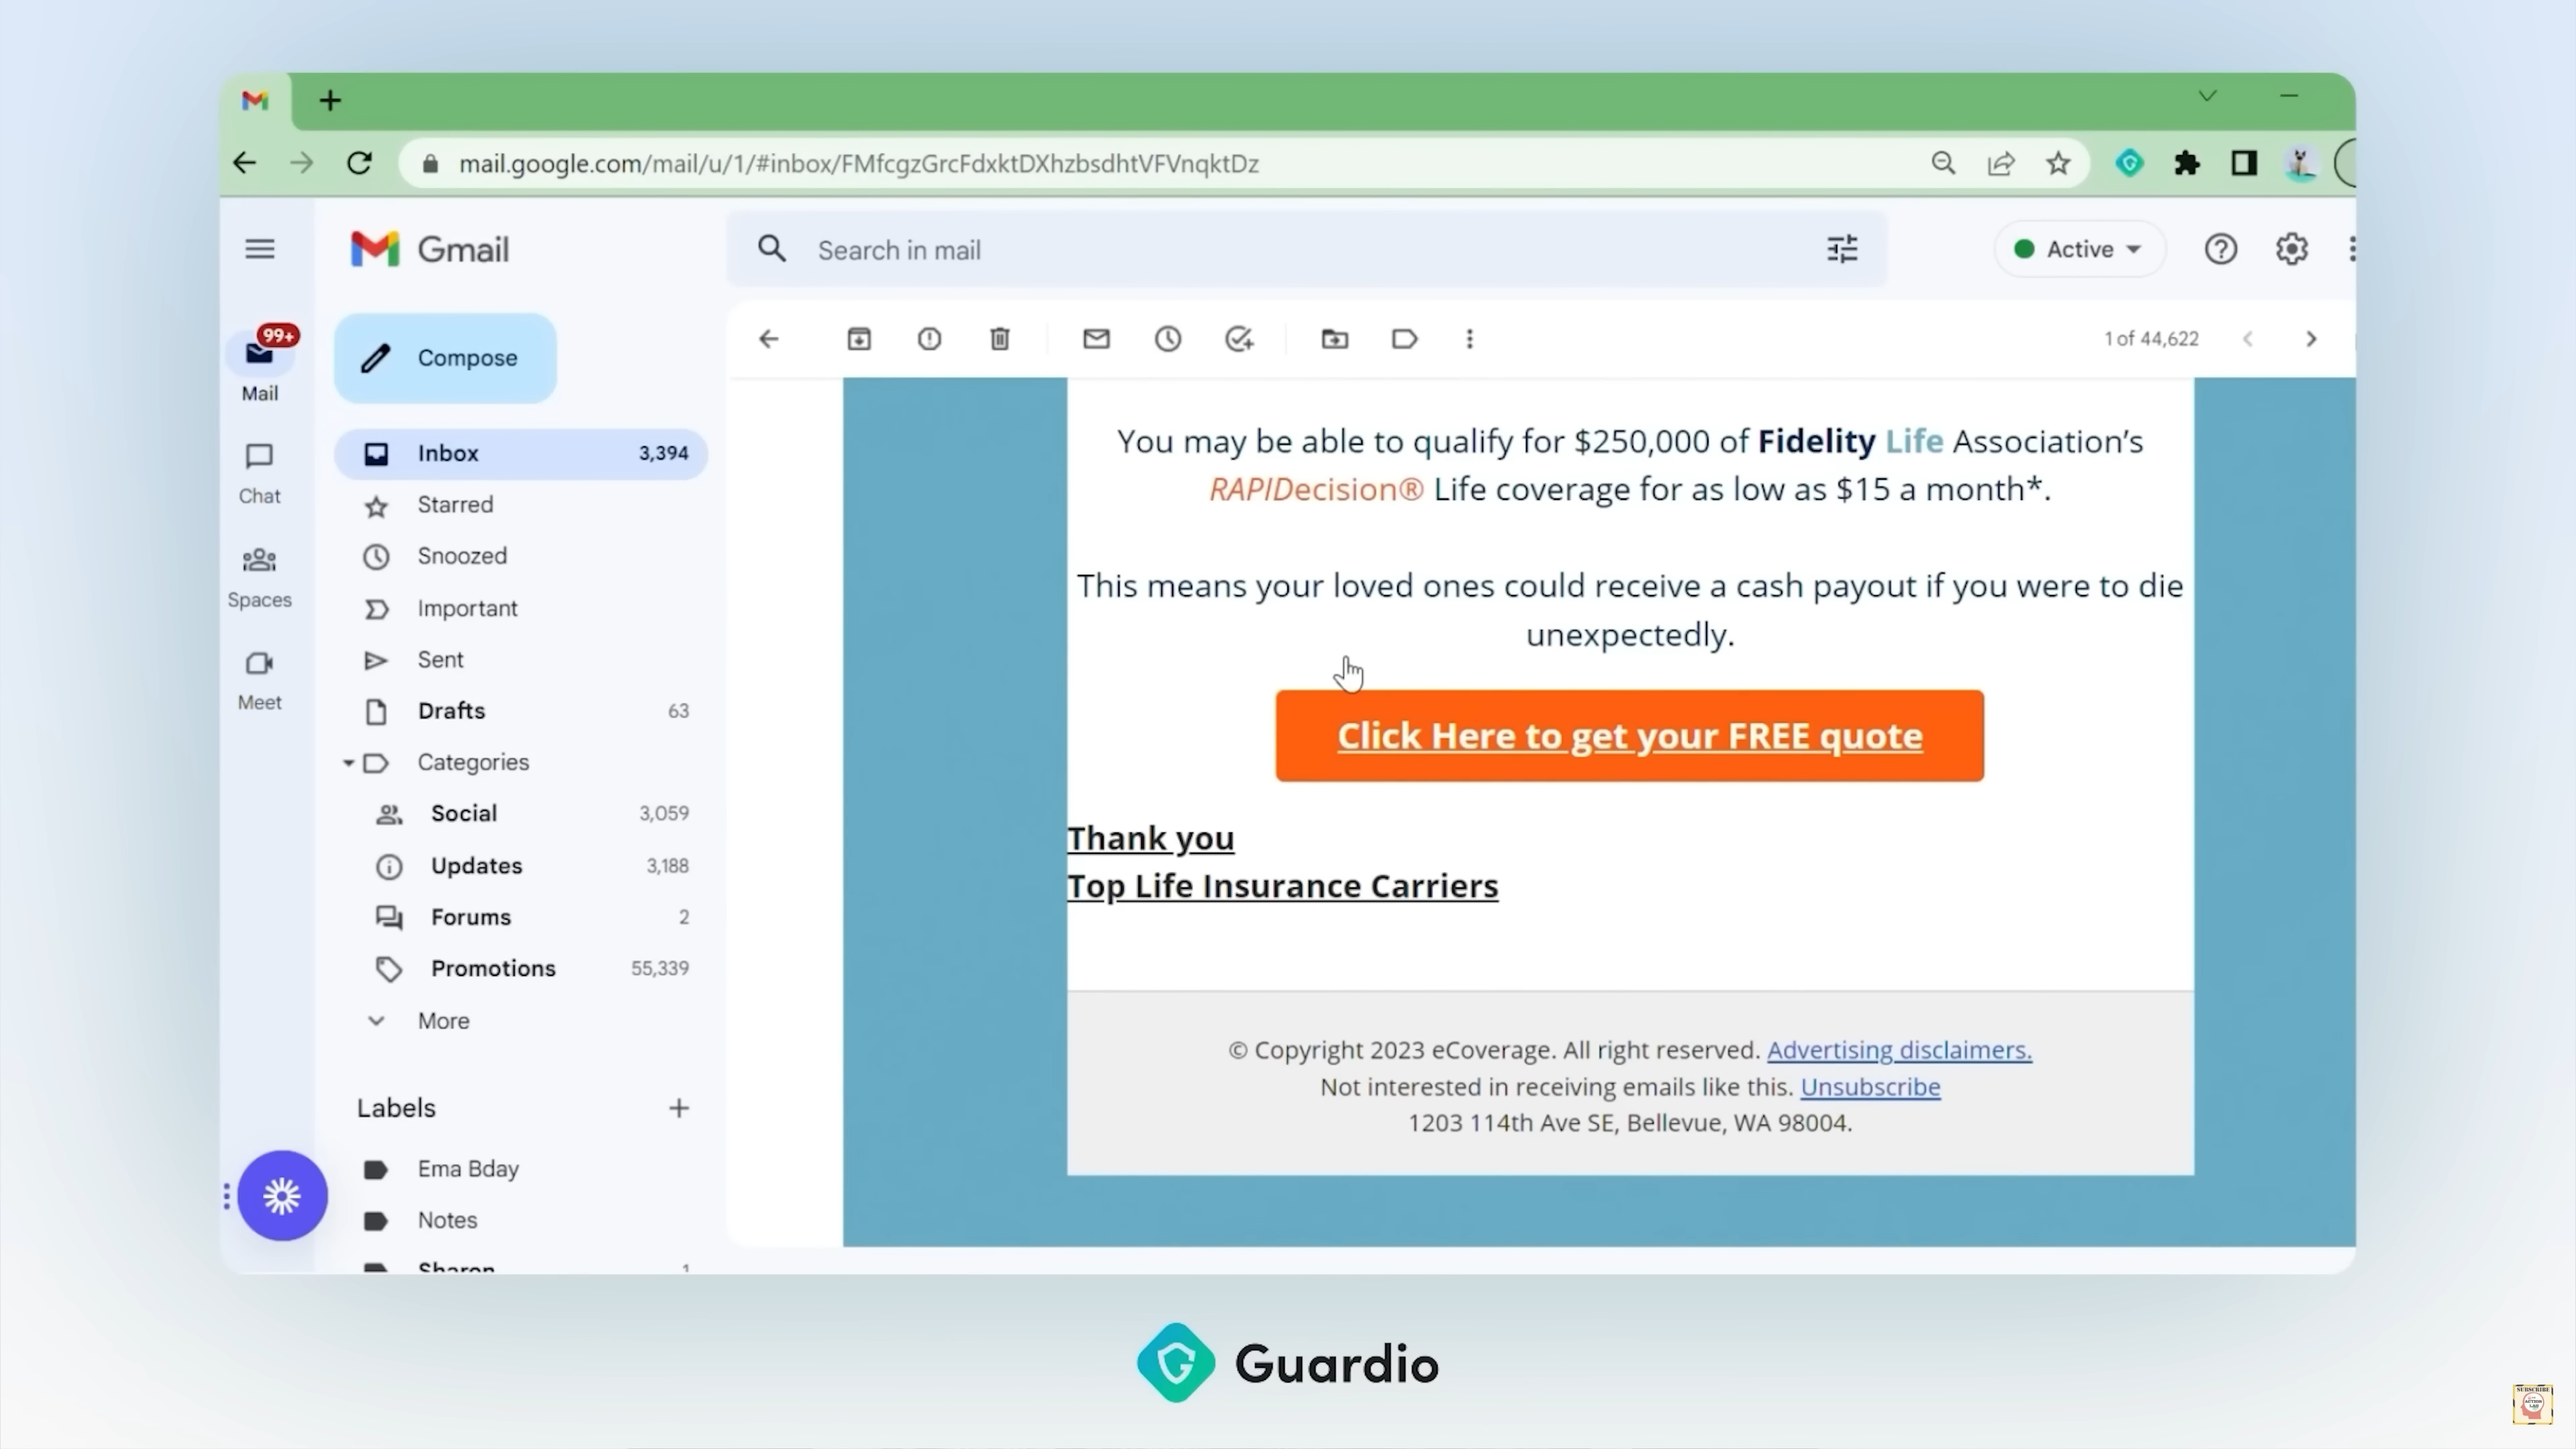 mail.google.com/mail/u/1/#inbox/FMfcgzGrcFdxktDXhzbsdhtVFVnqktDz
Gmail
Search in mail
Active
99+
Mail
Chat
Spaces
Meet
Compose
Inbox 3,394
Starred
Snoozed
Important
Sent
Drafts 63
Categories
Social 3,059
Updates 3,188
Forums 2
Promotions 55,339
More
Labels
Ema Bday
Notes
Sharon 1
1 of 44,622
You may be able to qualify for $250,000 of Fidelity Life Association’s
RAPIDecision® Life coverage for as low as $15 a month*.
This means your loved ones could receive a cash payout if you were to die
unexpectedly.
Click Here to get your FREE quote
Thank you
Top Life Insurance Carriers
© Copyright 2023 eCoverage. All right reserved. Advertising disclaimers.
Not interested in receiving emails like this. Unsubscribe
1203 114th Ave SE, Bellevue, WA 98004.
Guardio
SUBSCRIBE
ACTION LAB